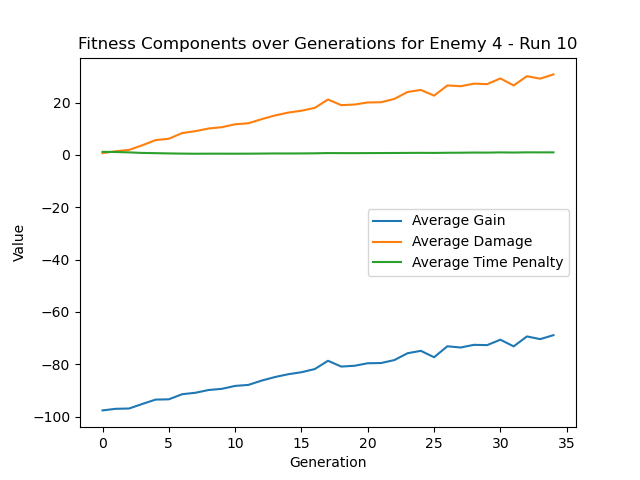 Fitness Components over Generations for Enemy 4 - Run 10
20
0
−20
−40
−60
−80
−100
Value
Average Gain
Average Damage
Average Time Penalty
0 5 10 15 20 25 30 35
Generation